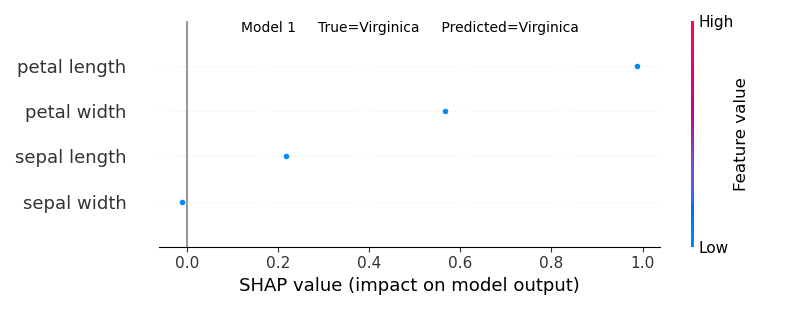 Model 1 True=Virginica Predicted=Virginica
High
petal length
petal width
sepal length
sepal width
Feature value
Low
0.0 0.2 0.4 0.6 0.8 1.0
SHAP value (impact on model output)